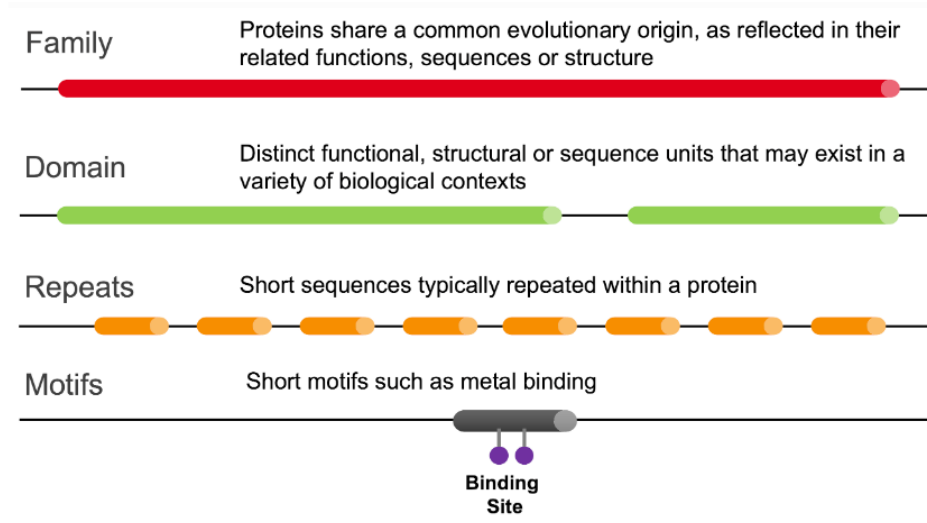 Family
Proteins share a common evolutionary origin, as reflected in their
related functions, sequences or structure
Domain
Distinct functional, structural or sequence units that may exist in a
variety of biological contexts
Repeats
Short sequences typically repeated within a protein
Motifs
Short motifs such as metal binding
Binding
Site